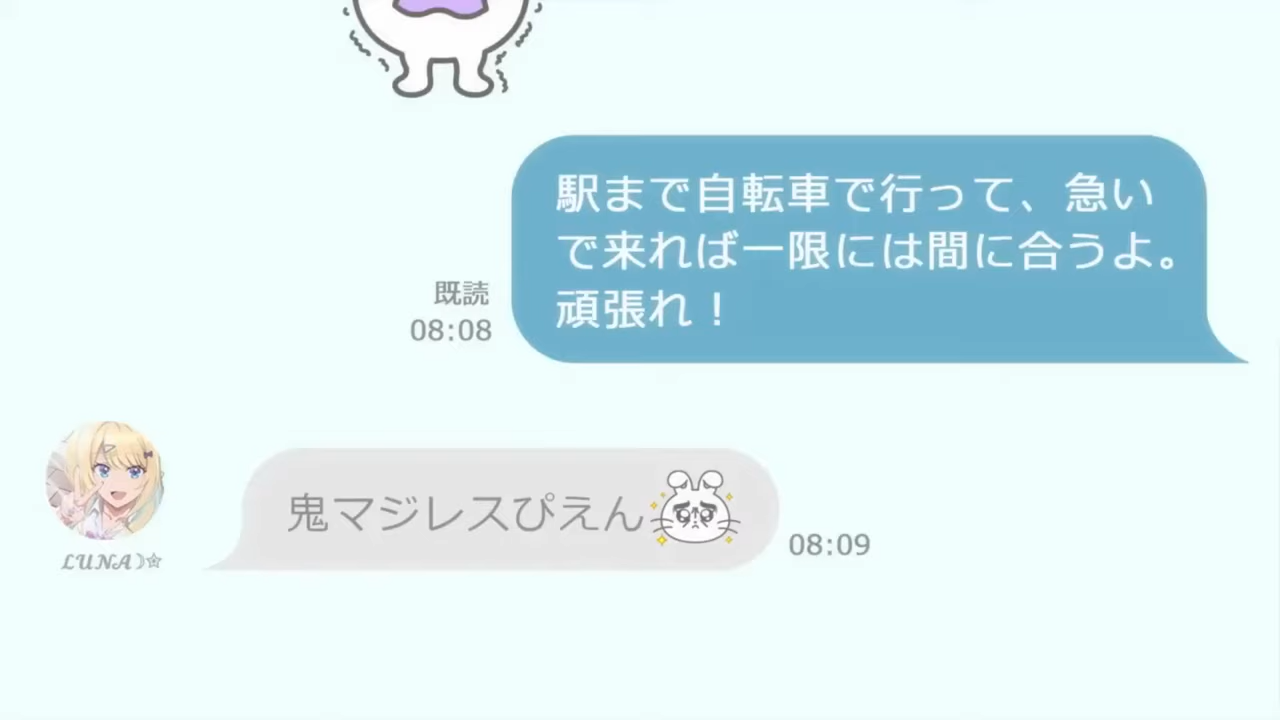 駅まで自転車で行って、急い
で来れば一限には間に合うよ。
頑張れ！
既読
08:08
鬼マジレスぴえん
08:09
LUNA☽☆